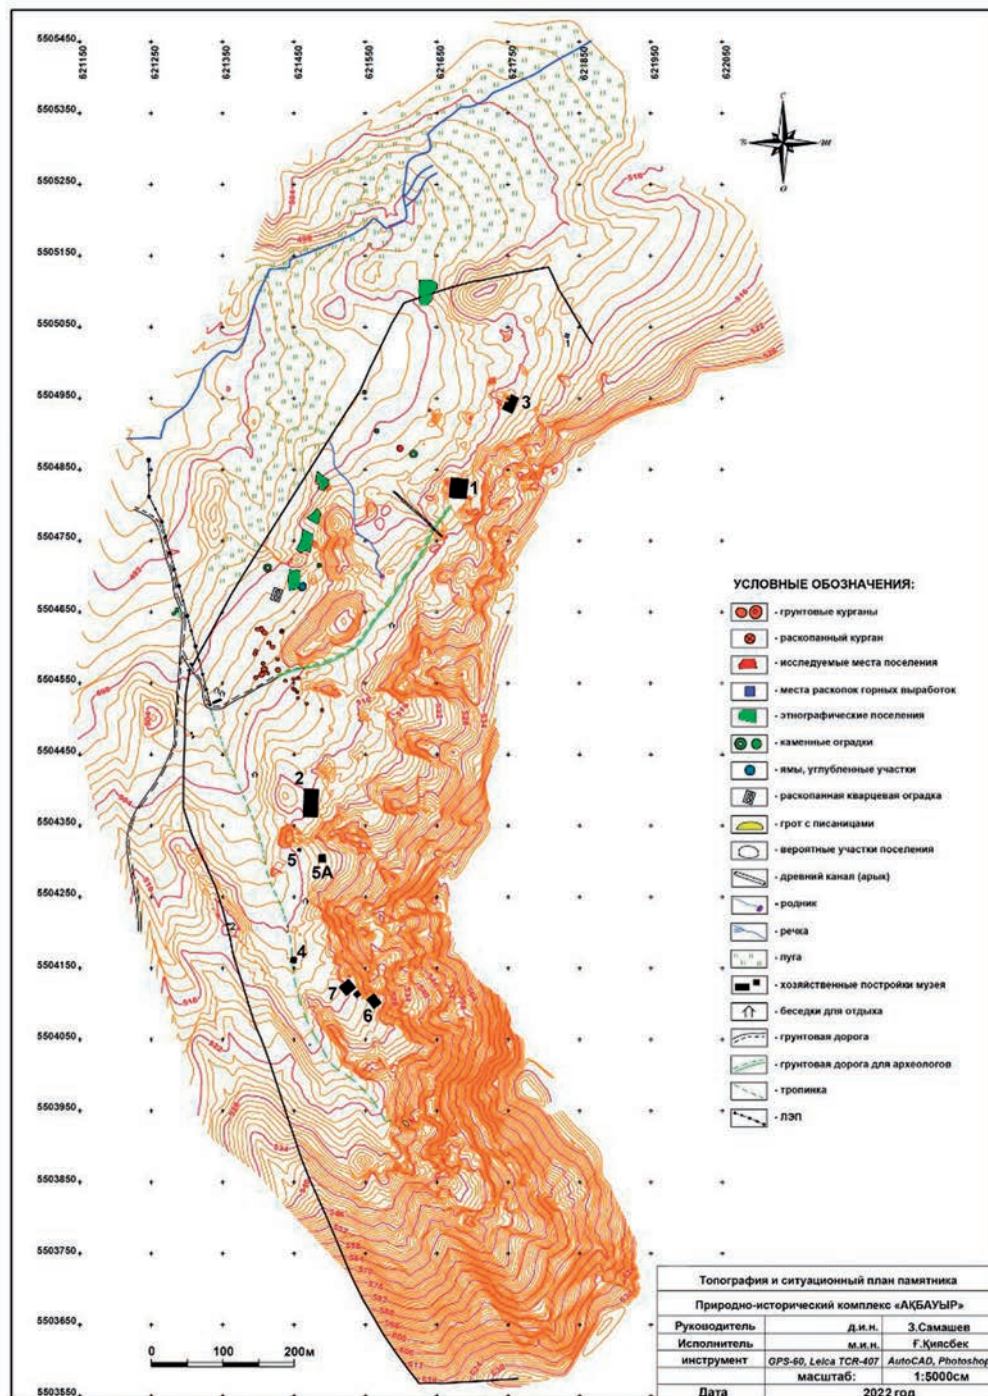 621150 621250 621350 621450 621550 621650 621750 621850 621950 622050
5505450
5505350
5505250
5505150
5505050
5504950
5504850
5504750
5504650
5504550
5504450
5504350
5504250
5504150
5504050
5503950
5503850
5503750
5503650
5503550
С
О
3
1
2
5
5А
4
7
6
0 50 100 200м
УСЛОВНЫЕ ОБОЗНАЧЕНИЯ:
- грунтовые курганы
- раскопанный курган
- исследуемые места поселения
- места раскопок горных выработок
- этнографические поселения
- каменные оградки
- ямы, углубленные участки
- раскопанная кварцевая оградка
- грот с писаницами
- вероятные участки поселения
- древний канал (арык)
- родник
- речка
- луга
- хозяйственные постройки музея
- беседки для отдыха
- грунтовая дорога
- грунтовая дорога для археологов
- тропинка
- ЛЭП
Топография и ситуационный план памятника
Природно-исторический комплекс «АҚБАУЫР»
Руководитель д.и.н. З.Самашев
Исполнитель м.и.н. Ғ.Киясбек
инструмент GPS-60, Leica TCR-407 AutoCAD, Photoshop
масштаб: 1:5000см
Дата 2022 год